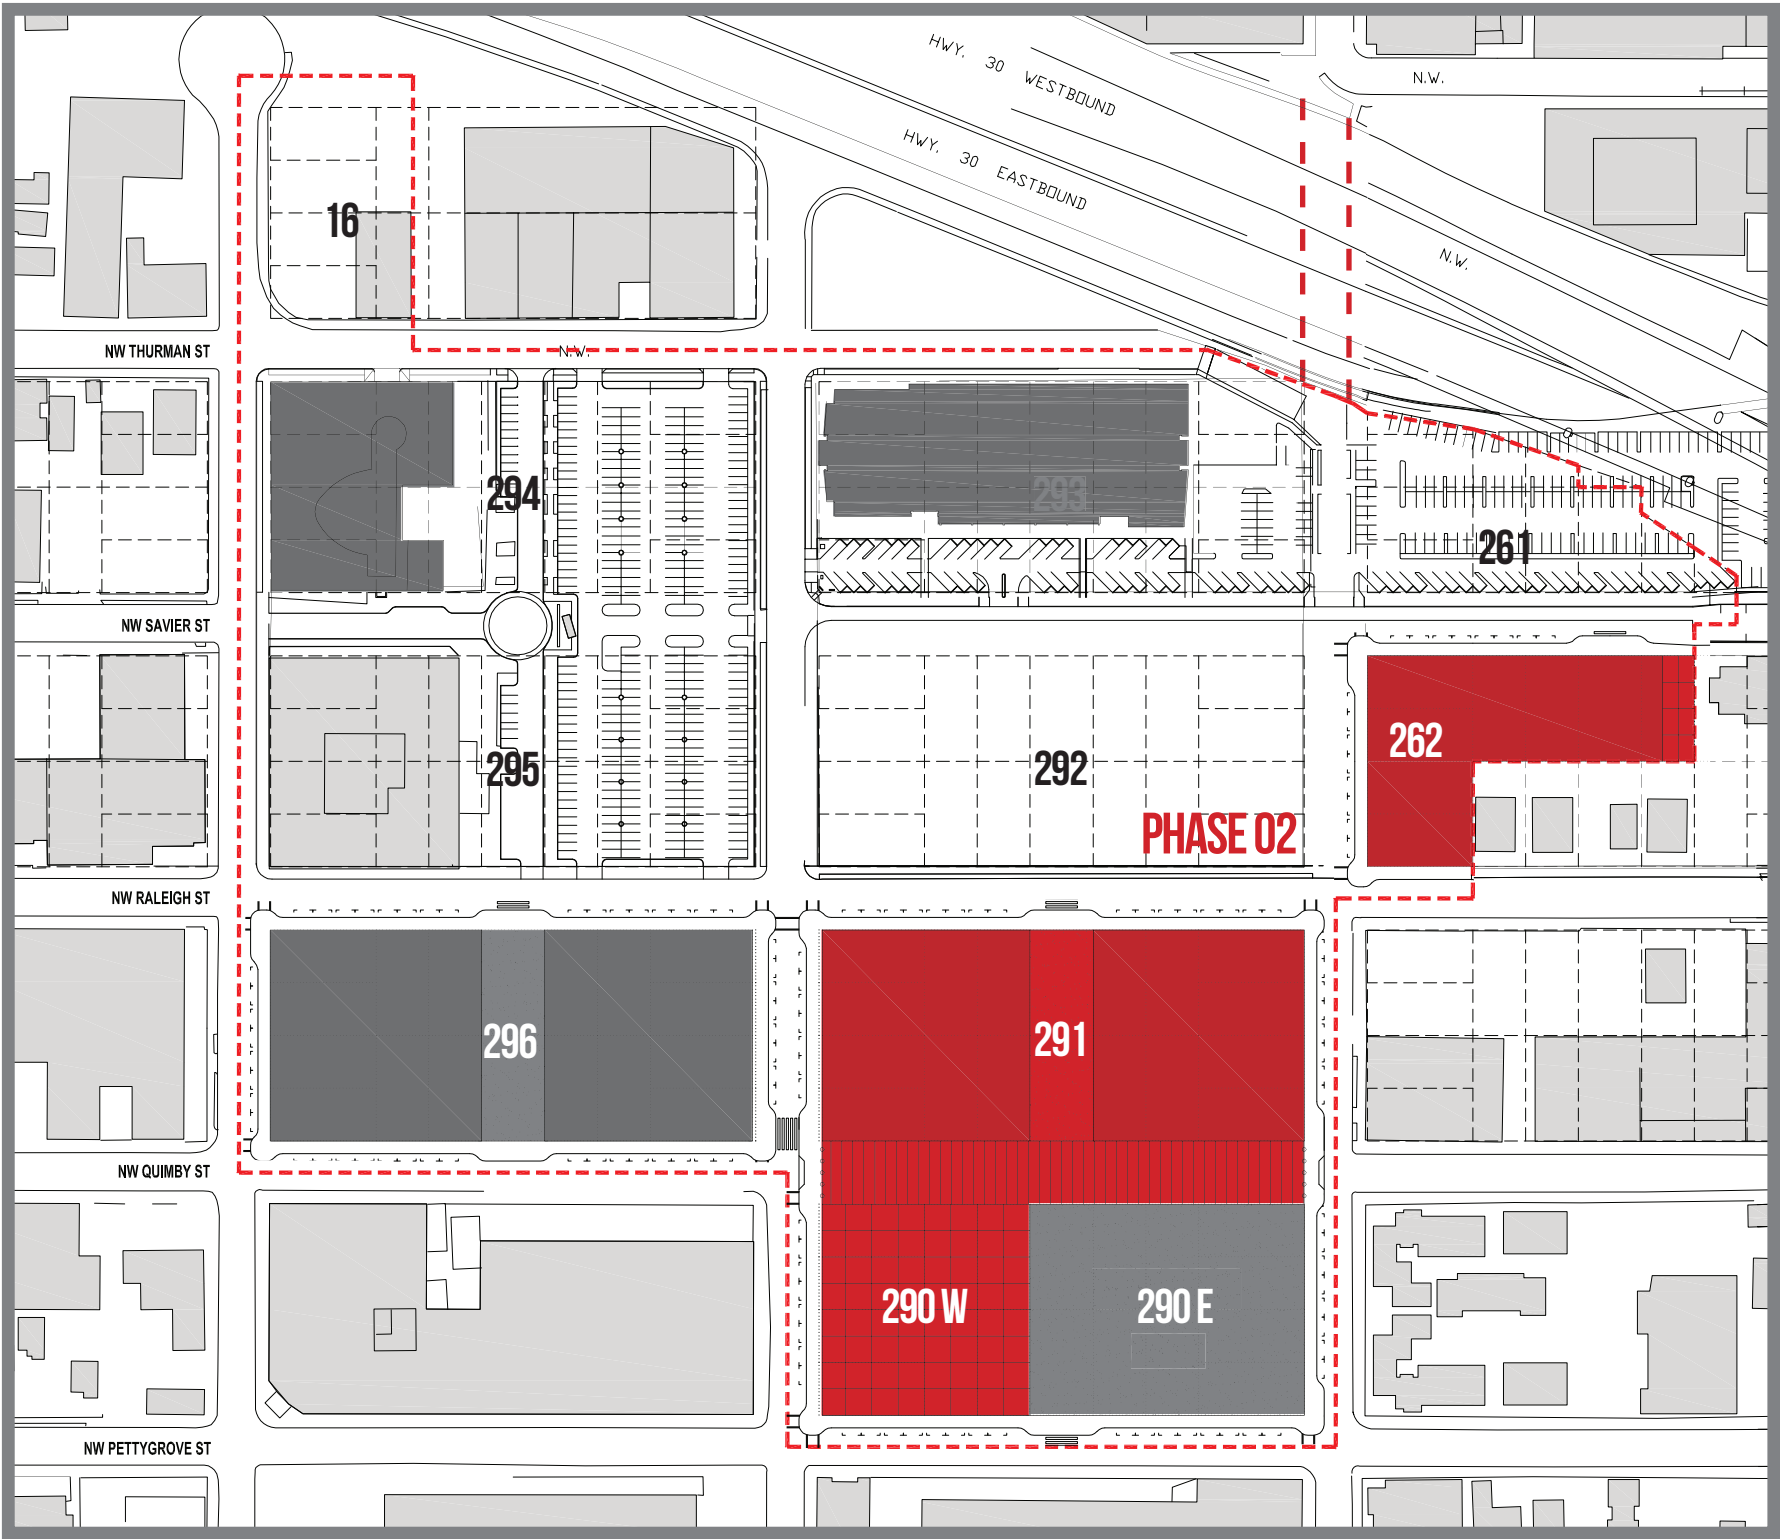 HWY. 30 WESTBOUND
N.W.
HWY. 30 EASTBOUND
16
N.W.
NW THURMAN ST
N.W.
294
293
261
NW SAVIER ST
262
295
292
PHASE 02
NW RALEIGH ST
296
291
NW QUIMBY ST
290 W
290 E
NW PETTYGROVE ST